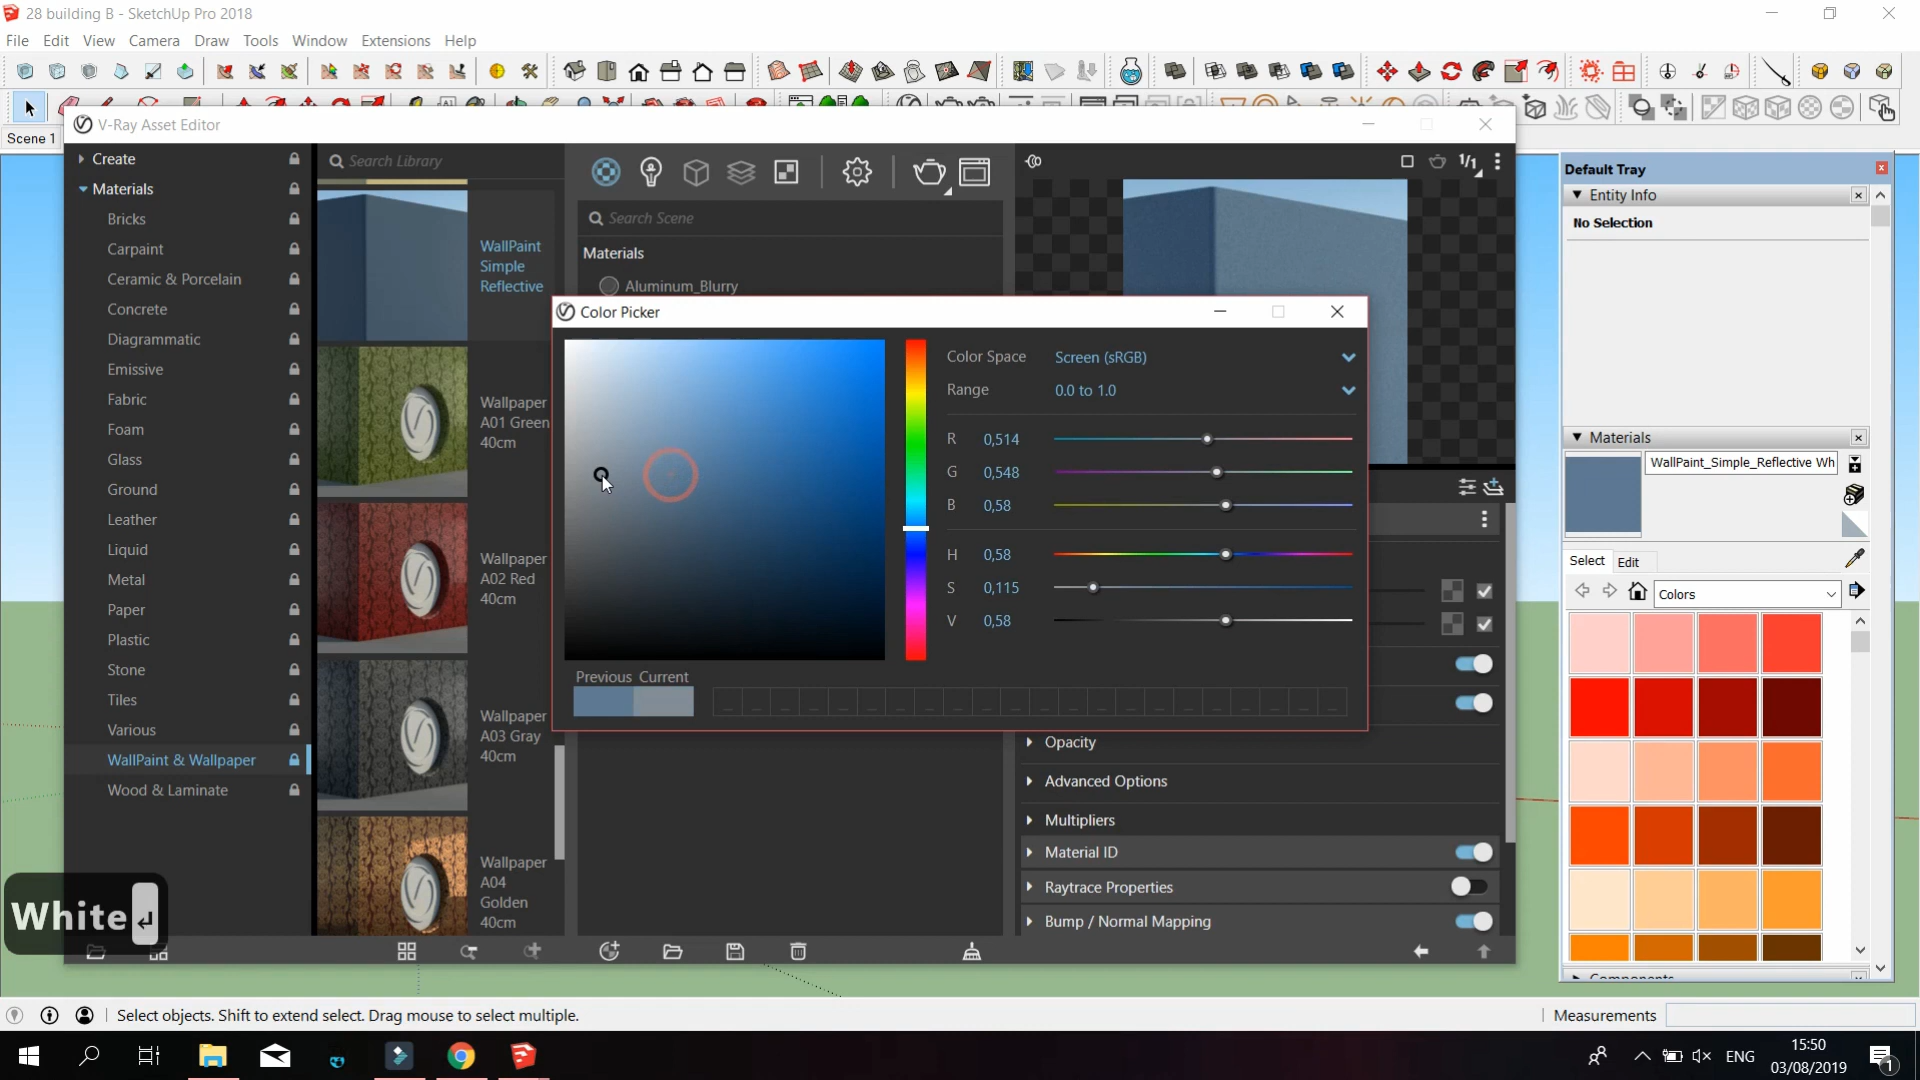 28 building B - SketchUp Pro 2018
File Edit View Camera Draw Tools Window Extensions Help
Scene 1
V-Ray Asset Editor
Create
Materials
Bricks
Carpaint
Ceramic & Porcelain
Concrete
Diagrammatic
Emissive
Fabric
Foam
Glass
Ground
Leather
Liquid
Metal
Paper
Plastic
Stone
Tiles
Various
WallPaint & Wallpaper
Wood & Laminate
Search Library
WallPaint
Simple
Reflective
Wallpaper
A01 Green
40cm
Wallpaper
A02 Red
40cm
Wallpaper
A03 Gray
40cm
Wallpaper
A04
Golden
40cm
Search Scene
Materials
Aluminum_Blurry
1/1
Color Picker
Color Space Screen (sRGB)
Range 0.0 to 1.0
R 0,514
G 0,548
B 0,58
H 0,58
S 0,115
V 0,58
Previous Current
Opacity
Advanced Options
Multipliers
Material ID
Raytrace Properties
Bump / Normal Mapping
Default Tray
Entity Info
No Selection
Materials
WallPaint_Simple_Reflective Wh
Select Edit
Colors
Components
White
Select objects. Shift to extend select. Drag mouse to select multiple.
Measurements
ENG
15:50
03/08/2019
1